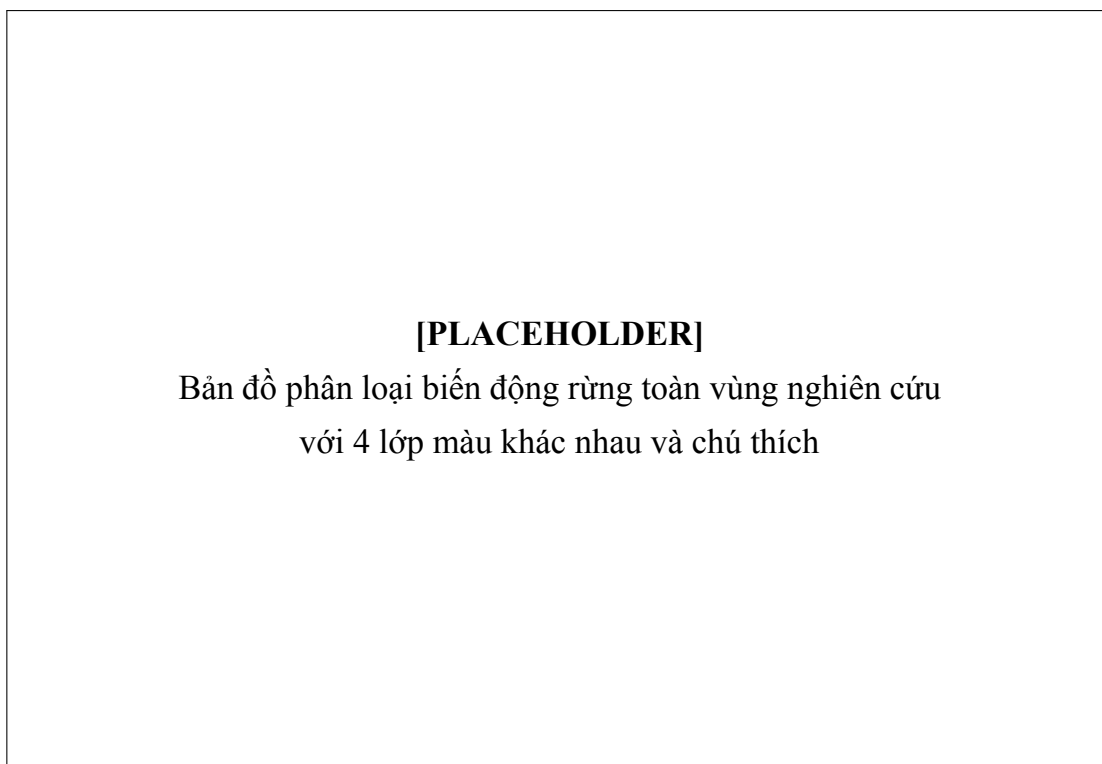 [PLACEHOLDER]
Bản đồ phân loại biến động rừng toàn vùng nghiên cứu
với 4 lớp màu khác nhau và chú thích